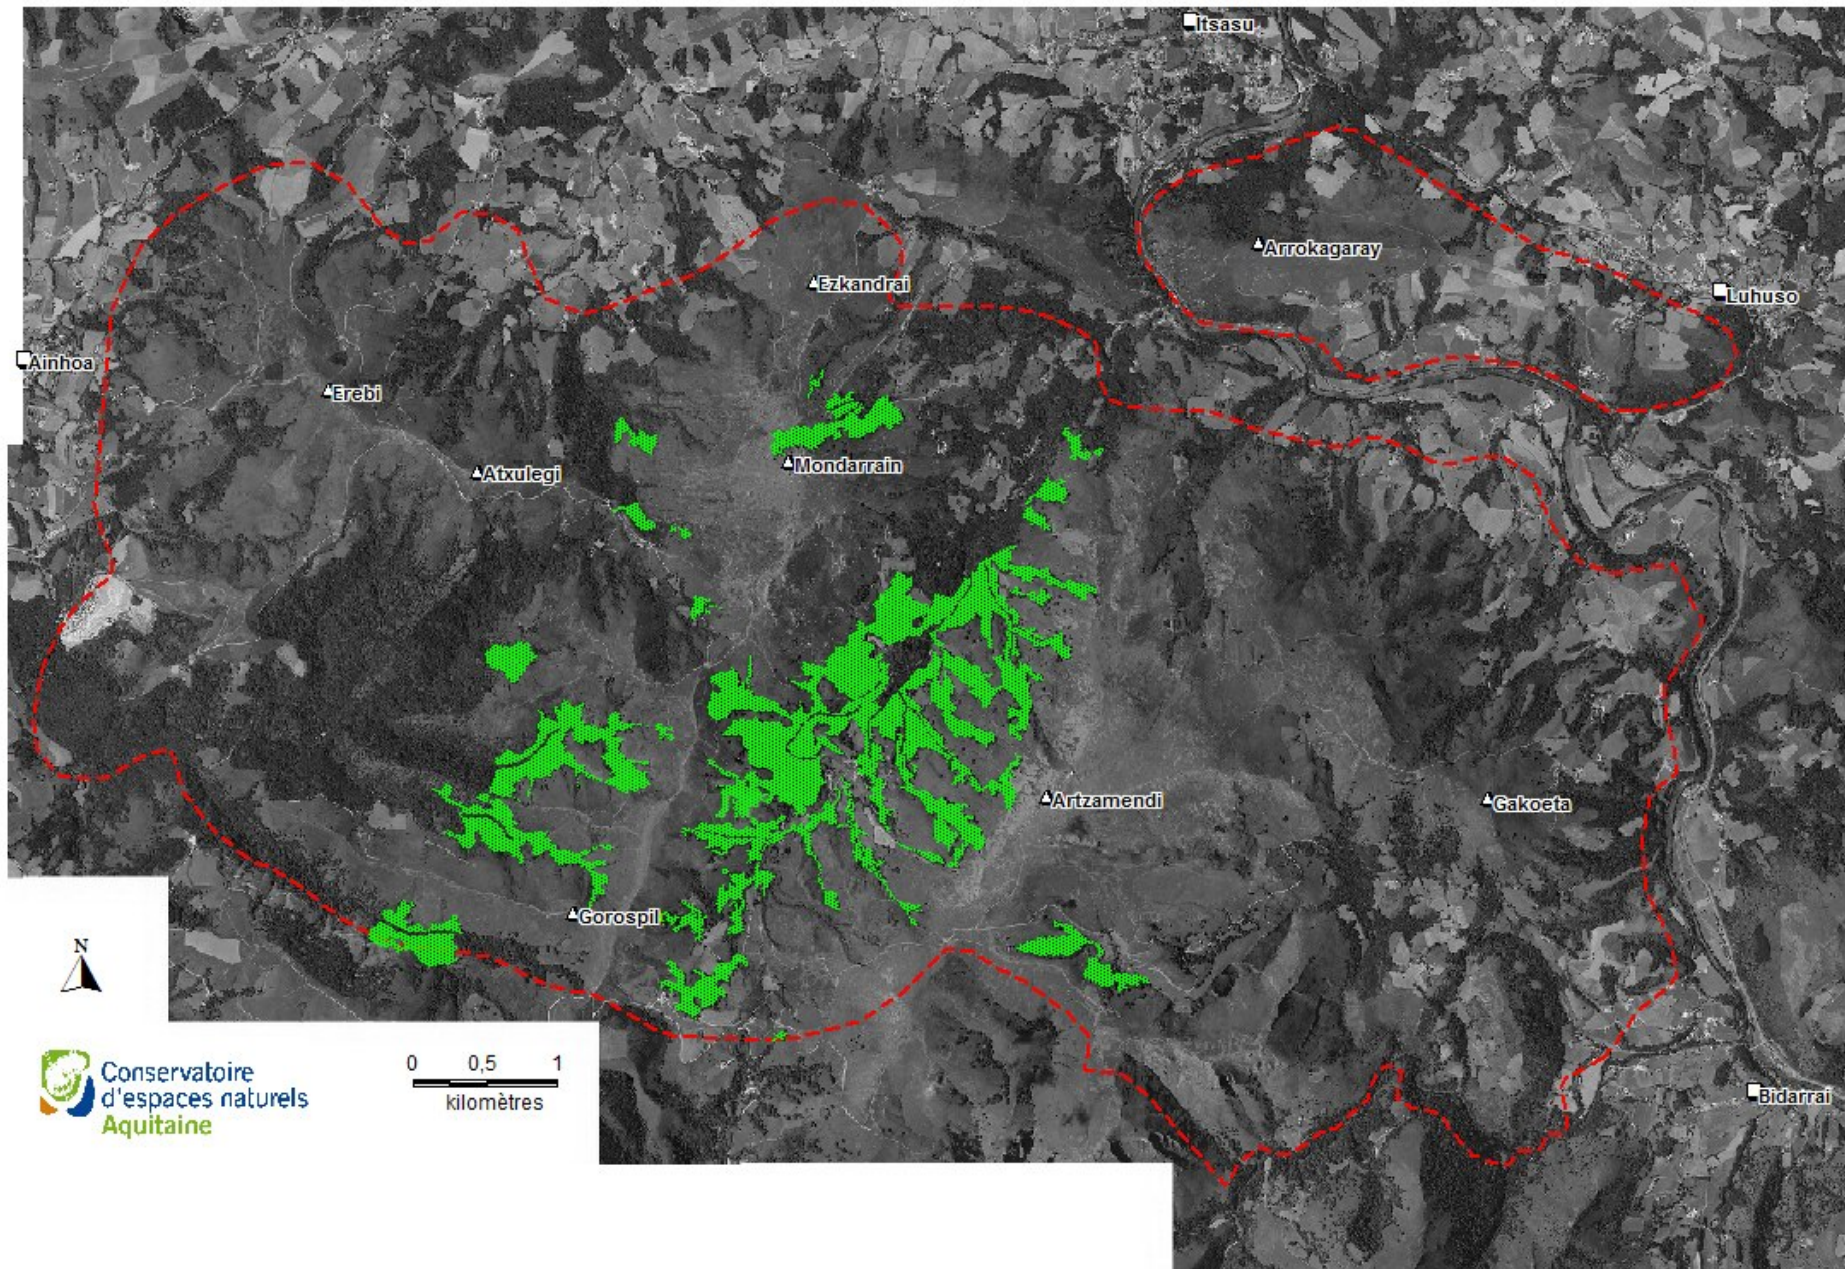 Itsasu
Arrokagaray
Ezkandrai
Luhuso
Ainhoa
Erebi
Mondarrain
Atxulegi
Artzamendi
Gakoeta
Gorospil
N
Conservatoire
d'espaces naturels
Aquitaine
0 0,5 1
kilomètres
Bidarrai